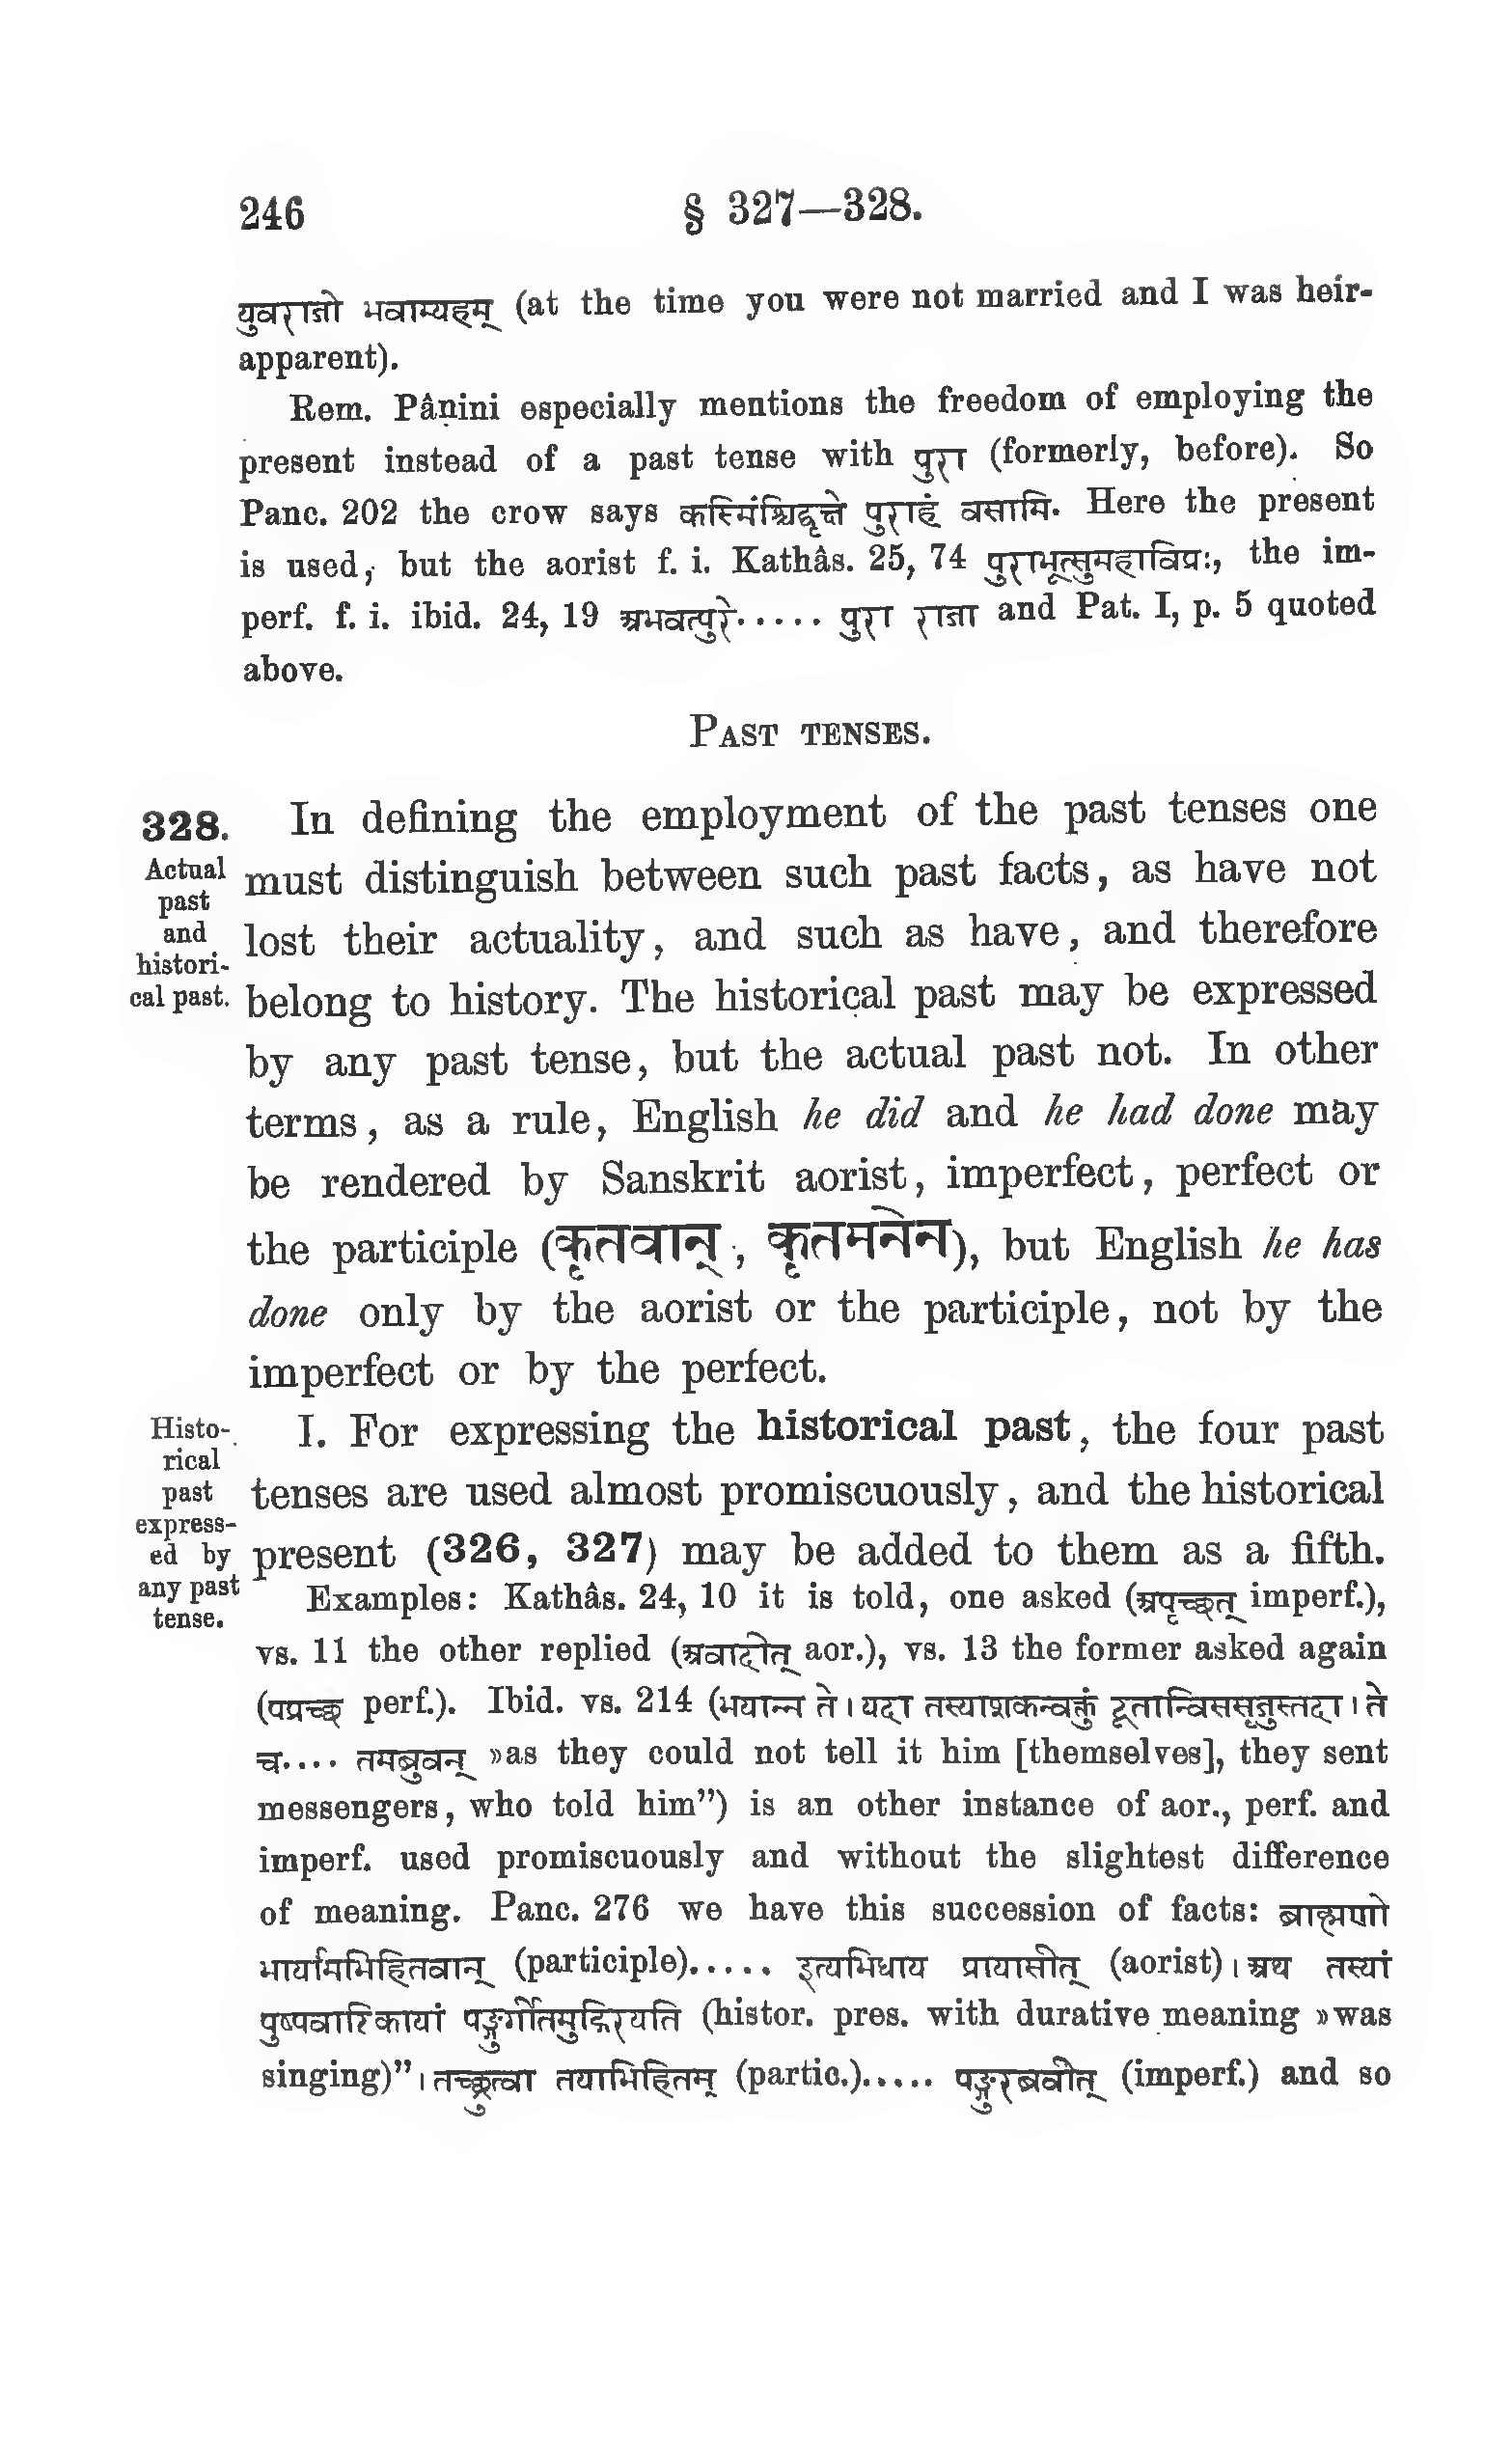 246 § 327—328.
युवराजो भवाम्यहम् (at the time you were not married and I was heir-
apparent).
Rem. Pâṇini especially mentions the freedom of employing the
present instead of a past tense with पुरा (formerly, before). So
Panc. 202 the crow says कस्मिंश्चिद्वृत्ते पुराहं वसामि. Here the present
is used, but the aorist f. i. Kathâs. 25, 74 पुराभूत्सुमहाविप्रः, the im-
perf. f. i. ibid. 24, 19 अभवत्पुरे..... पुरा राजा and Pat. I, p. 5 quoted
above.
PAST TENSES.
328. In defining the employment of the past tenses one
Actual
past
and
histori-
cal past.
must distinguish between such past facts, as have not
lost their actuality, and such as have, and therefore
belong to history. The historical past may be expressed
by any past tense, but the actual past not. In other
terms, as a rule, English he did and he had done may
be rendered by Sanskrit aorist, imperfect, perfect or
the participle (कृतवान्, कृतमनेन), but English he has
done only by the aorist or the participle, not by the
imperfect or by the perfect.
Histo-
rical
past
express-
ed by
any past
tense.
I. For expressing the historical past, the four past
tenses are used almost promiscuously, and the historical
present (326, 327) may be added to them as a fifth.
Examples: Kathâs. 24, 10 it is told, one asked (अपृच्छत् imperf.),
vs. 11 the other replied (अवादीत् aor.), vs. 13 the former asked again
(पप्रच्छ perf.). Ibid. vs. 214 (भयान्न ते । यदा तस्याशकन्वक्तुं दूतान्विससृजुस्तदा । ते
च.... तमब्रुवन् »as they could not tell it him [themselves], they sent
messengers, who told him”) is an other instance of aor., perf. and
imperf. used promiscuously and without the slightest difference
of meaning. Panc. 276 we have this succession of facts: ब्राह्मणो
भार्यामभिहितवान् (participle)..... इत्यभिधाय प्रायासीत् (aorist) । अथ तस्यां
पुष्पवाटिकायां पङ्गुर्गीतमुद्गिरयति (histor. pres. with durative meaning »was
singing)” । तच्छ्रुत्वा तयाभिहितम् (partic.)..... पङ्गुरब्रवीत् (imperf.) and so